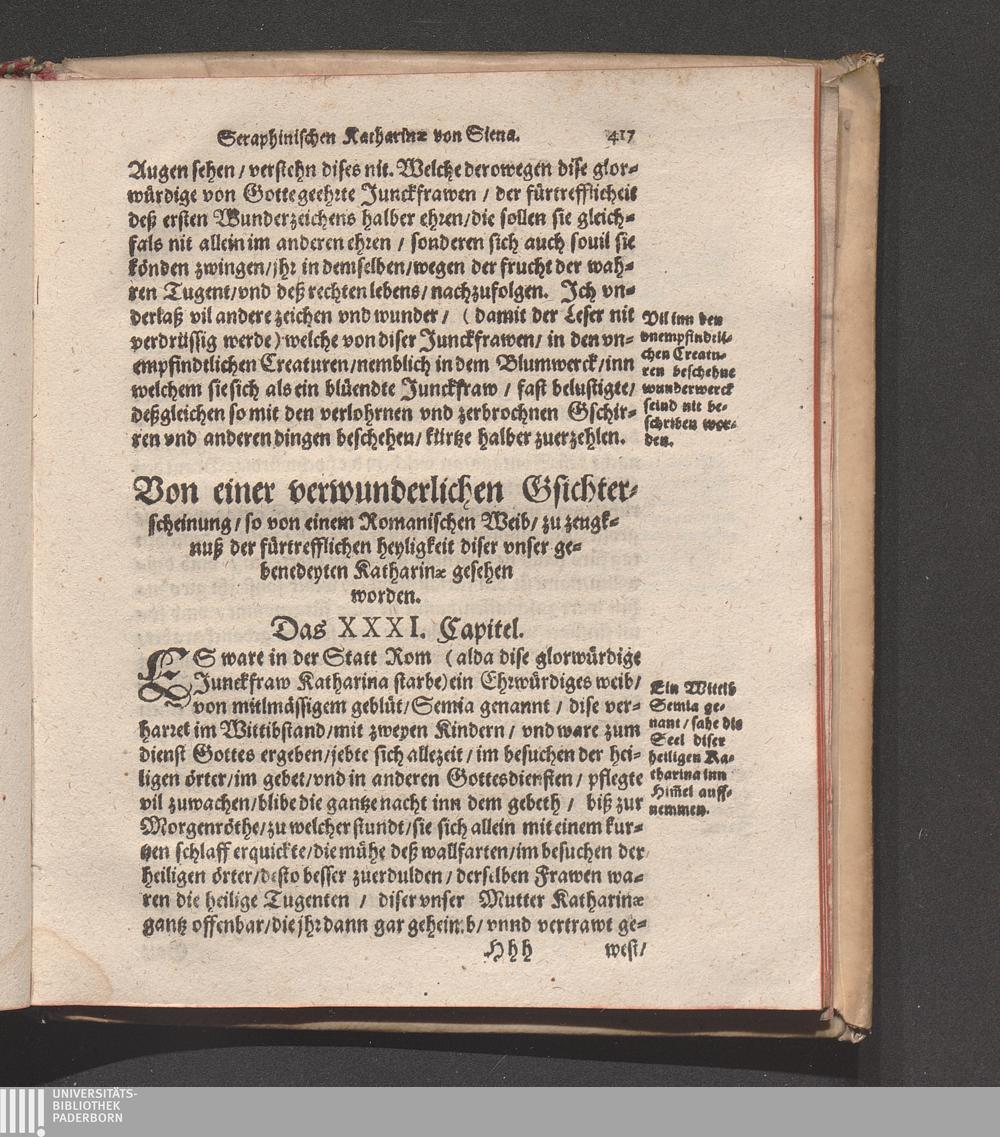 Seraphinischen Katharinæ von Siena. 417
Augen sehen / verstehn dises nit. Welche derowegen dise glor-
würdige von Gott geehrte Junckfrawen / der fürtrefflicheit
deß ersten Wunderzeichens halber ehren / die sollen sie gleich-
fals nit allein im anderen ehren / sonderen sich auch souil sie
könden zwingen / jhr in demselben / wegen der frucht der wah-
ren Tugent / vnd deß rechten lebens / nachzufolgen. Ich vn-
derlaß vil andere zeichen vnd wunder / (damit der Leser nit
verdrüssig werde) welche von diser Junckfrawen / in den vn-
empfindtlichen Creaturen / nemblich in dem Blumwerck / inn
welchem sie sich als ein blüendte Junckfraw / fast belustigte /
deßgleichen so mit den verlohrnen vnd zerbrochnen Gschir-
ren vnd anderen dingen beschehen / kürtze halber zuerzehlen.
Vil inn den
vnempfindtli-
chen Creatu-
ren beschehne
wunderwerck
seind nit be-
schriben wor-
den.
Von einer verwunderlichen Gsichter-
scheinung / so von einem Romanischen Weib / zu zeugk-
nuß der fürtrefflichen heyligkeit diser vnser ge-
benedeyten Katharinæ gesehen
worden.
Das XXXI. Capitel.
ES ware in der Statt Rom (alda dise glorwürdige
Junckfraw Katharina starbe) ein Ehrwürdiges weib /
von mitlmässigem geblüt / Semia genannt / dise ver-
harret im Wittibstand / mit zweyen Kindern / vnd ware zum
dienst Gottes ergeben / jebte sich allezeit / im besuchen der hei-
ligen örter / im gebet / vnd in anderen Gottesdiensten / pflegte
vil zuwachen / blibe die gantze nacht inn dem gebeth / biß zur
Morgenröthe / zu welcher stundt / sie sich allein mit einem kur-
tzen schlaff erquickte / die mühe deß wallfarten / im besuchen der
heiligen örter / desto besser zuerdulden / derselben Frawen wa-
ren die heilige Tugenten / diser vnser Mutter Katharinæ
gantz offenbar / die jhr dann gar geheimb / vnnd vertrawt ge-
Ein Wittib
Semia ge-
nant / sahe die
Seel diser
heiligen Ka-
tharina inn
Him̃el auff-
nemmen.
Hhh west /
UNIVERSITÄTS-
BIBLIOTHEK
PADERBORN